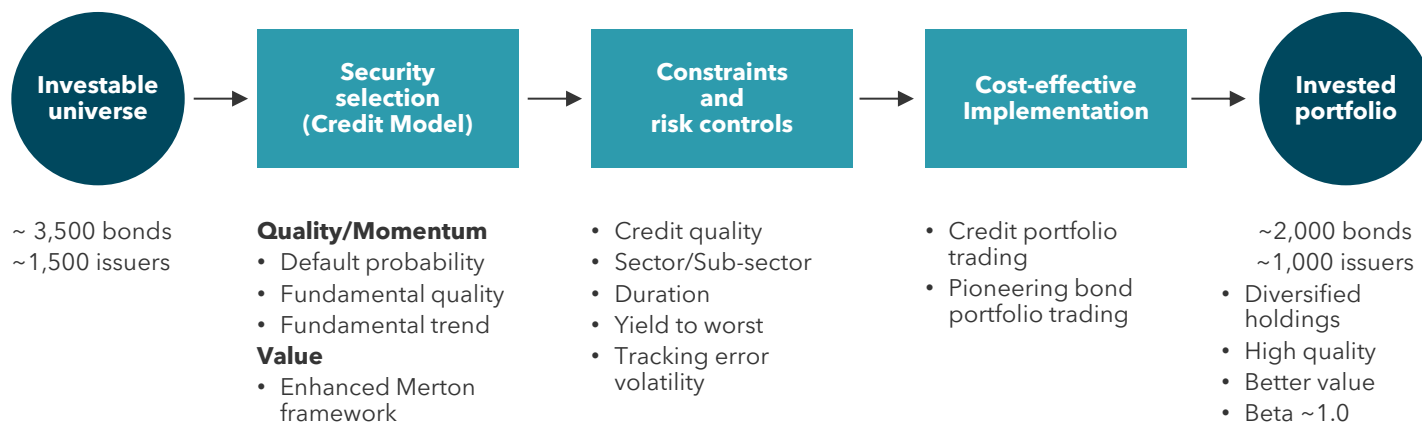 Investable
universe
Security
selection
(Credit Model)
Constraints
and
risk controls
Cost-effective
Implementation
Invested
portfolio
~ 3,500 bonds
~1,500 issuers
Quality/Momentum
• Default probability
• Fundamental quality
• Fundamental trend
Value
• Enhanced Merton
framework
• Credit quality
• Sector/Sub-sector
• Duration
• Yield to worst
• Tracking error
volatility
• Credit portfolio
trading
• Pioneering bond
portfolio trading
~2,000 bonds
~1,000 issuers
• Diversified
holdings
• High quality
• Better value
• Beta ~1.0